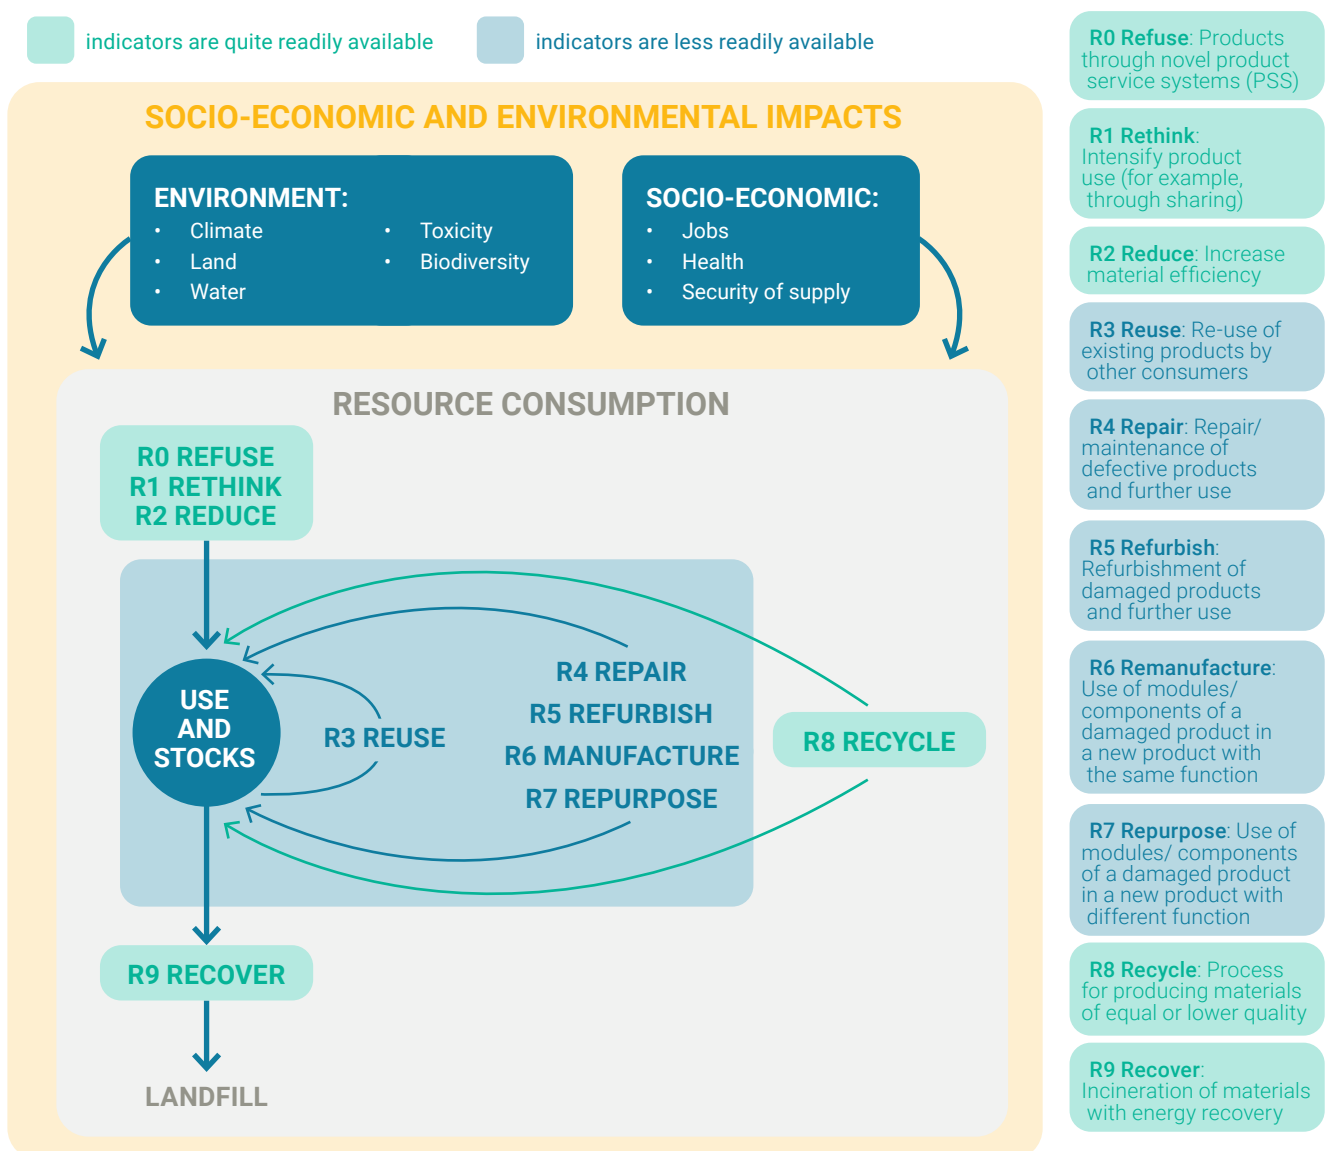 indicators are quite readily available
indicators are less readily available
SOCIO-ECONOMIC AND ENVIRONMENTAL IMPACTS
ENVIRONMENT:
• Climate
• Land
• Water
• Toxicity
• Biodiversity
SOCIO-ECONOMIC:
• Jobs
• Health
• Security of supply
RESOURCE CONSUMPTION
R0 REFUSE
R1 RETHINK
R2 REDUCE
USE
AND
STOCKS
R3 REUSE
R4 REPAIR
R5 REFURBISH
R6 MANUFACTURE
R7 REPURPOSE
R8 RECYCLE
R9 RECOVER
LANDFILL
R0 Refuse: Products
through novel product
service systems (PSS)
R1 Rethink:
Intensify product
use (for example,
through sharing)
R2 Reduce: Increase
material efficiency
R3 Reuse: Re-use of
existing products by
other consumers
R4 Repair: Repair/
maintenance of
defective products
and further use
R5 Refurbish:
Refurbishment of
damaged products
and further use
R6 Remanufacture:
Use of modules/
components of a
damaged product in
a new product with
the same function
R7 Repurpose: Use of
modules/ components
of a damaged product
in a new product with
different function
R8 Recycle: Process
for producing materials
of equal or lower quality
R9 Recover:
Incineration of materials
with energy recovery